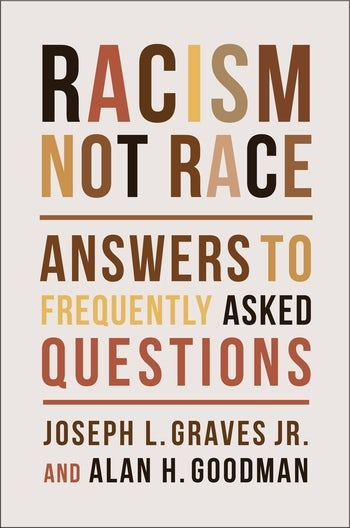 RACISM
NOT RACE
ANSWERS TO
FREQUENTLY ASKED
QUESTIONS
JOSEPH L. GRAVES JR.
AND ALAN H. GOODMAN